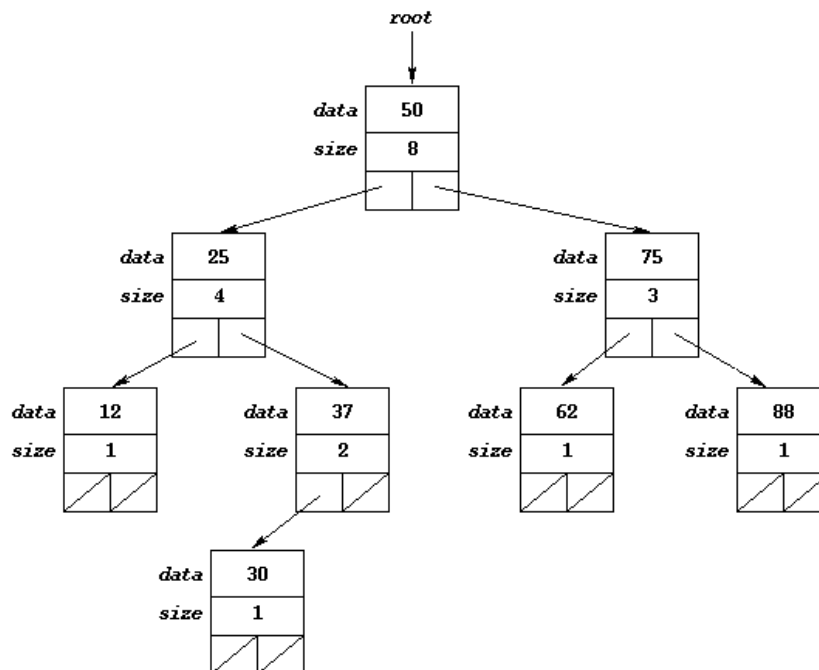 root
data 50
size 8
data 25 data 75
size 4 size 3
data 12 data 37 data 62 data 88
size 1 size 2 size 1 size 1
data 30
size 1